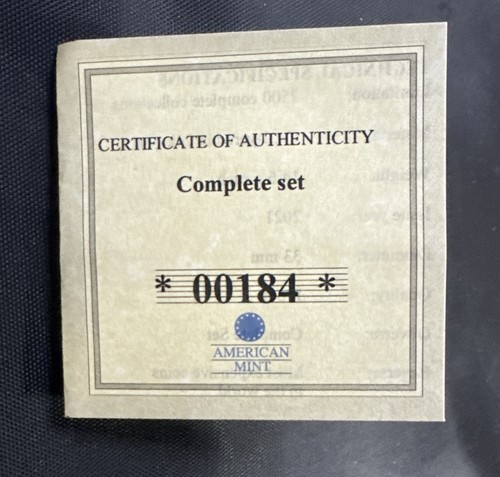 CERTIFICATE OF AUTHENTICITY
Complete set
* 00184 *
AMERICAN
MINT